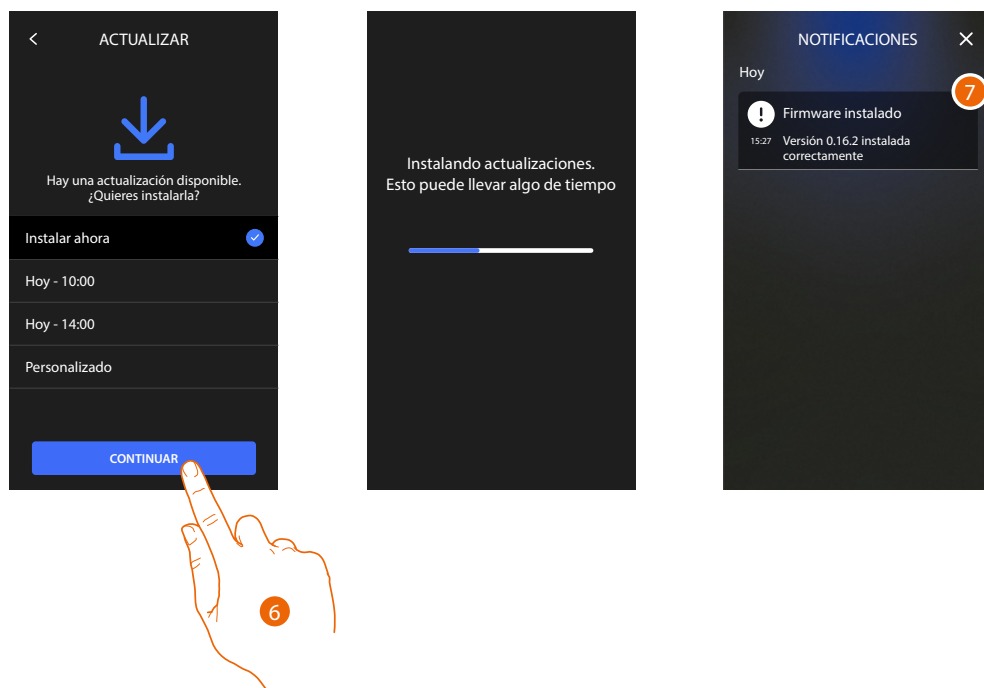 ACTUALIZAR
Hay una actualización disponible.
¿Quieres instalarla?
Instalar ahora
Hoy - 10:00
Hoy - 14:00
Personalizado
CONTINUAR
6
Instalando actualizaciones.
Esto puede llevar algo de tiempo
NOTIFICACIONES
Hoy
7
Firmware instalado
15:27 Versión 0.16.2 instalada
correctamente